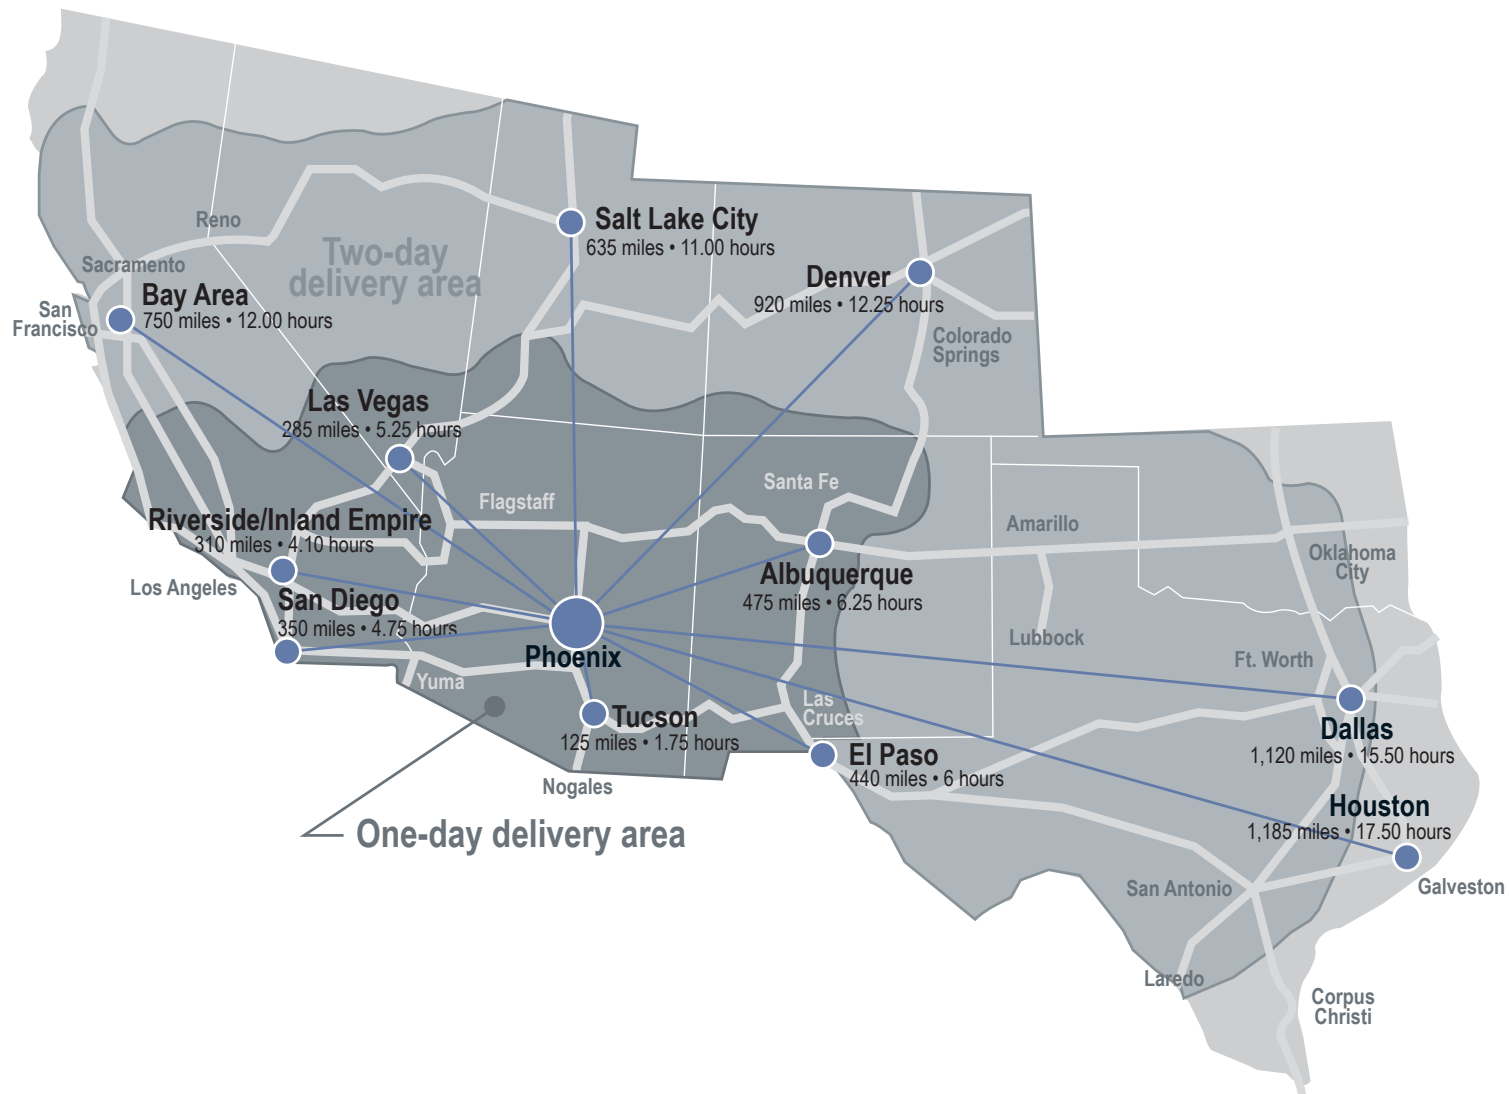 Salt Lake City
635 miles • 11.00 hours
Reno
Two-day
delivery area
Sacramento
Denver
920 miles • 12.25 hours
Bay Area
750 miles • 12.00 hours
San
Francisco
Colorado
Springs
Las Vegas
285 miles • 5.25 hours
Santa Fe
Flagstaff
Riverside/Inland Empire
310 miles • 4.10 hours
Amarillo
Oklahoma
City
Los Angeles
Albuquerque
475 miles • 6.25 hours
San Diego
350 miles • 4.75 hours
Lubbock
Phoenix
Ft. Worth
Yuma
Las
Cruces
Tucson
125 miles • 1.75 hours
Dallas
1,120 miles • 15.50 hours
El Paso
440 miles • 6 hours
Nogales
Houston
1,185 miles • 17.50 hours
One-day delivery area
San Antonio
Galveston
Laredo
Corpus
Christi